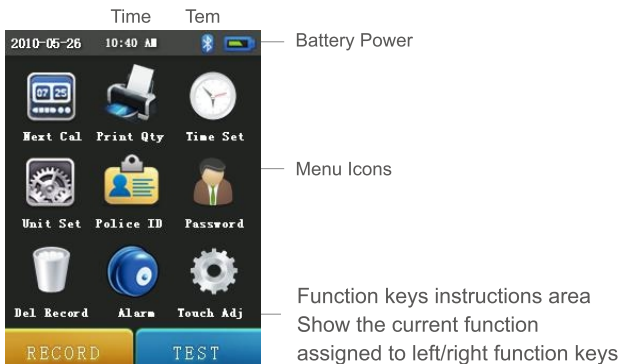 Time Tem
2010-05-26 10:40 AM
Battery Power
07 25
Next Cal Print Qty Time Set
Menu Icons
Unit Set Police ID Password
Del Record Alarm Touch Adj
Function keys instructions area
Show the current function
RECORD TEST
assigned to left/right function keys